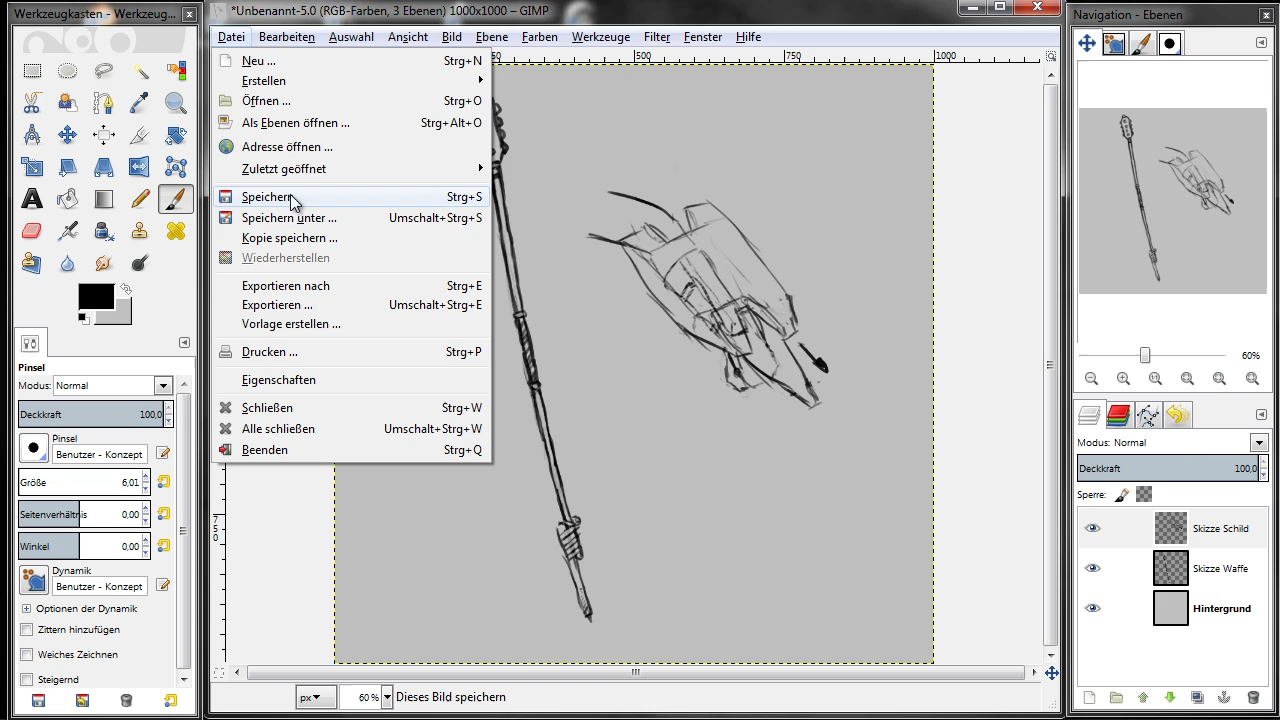 Werkzeugkasten - Werkzeug...
*Unbenannt-5.0 (RGB-Farben, 3 Ebenen) 1000x1000 – GIMP
Navigation - Ebenen
Datei Bearbeiten Auswahl Ansicht Bild Ebene Farben Werkzeuge Filter Fenster Hilfe
500 750 1000
Neu ... Strg+N
Erstellen
Öffnen ... Strg+O
Als Ebenen öffnen ... Strg+Alt+O
Adresse öffnen ...
Zuletzt geöffnet
Speichern Strg+S
Speichern unter ... Umschalt+Strg+S
Kopie speichern ...
Wiederherstellen
Exportieren nach Strg+E
Exportieren ... Umschalt+Strg+E
Vorlage erstellen ...
Drucken ... Strg+P
Eigenschaften
Schließen Strg+W
Alle schließen Umschalt+Strg+W
Beenden Strg+Q
750
Pinsel
Modus: Normal
Deckkraft 100,0
Pinsel
Benutzer - Konzept
Größe 6,01
Seitenverhältnis 0,00
Winkel 0,00
Dynamik
Benutzer - Konzept
Optionen der Dynamik
Zittern hinzufügen
Weiches Zeichnen
Steigernd
px 60 % Dieses Bild speichern
60%
Modus: Normal
Deckkraft 100,0
Sperre:
Skizze Schild
Skizze Waffe
Hintergrund